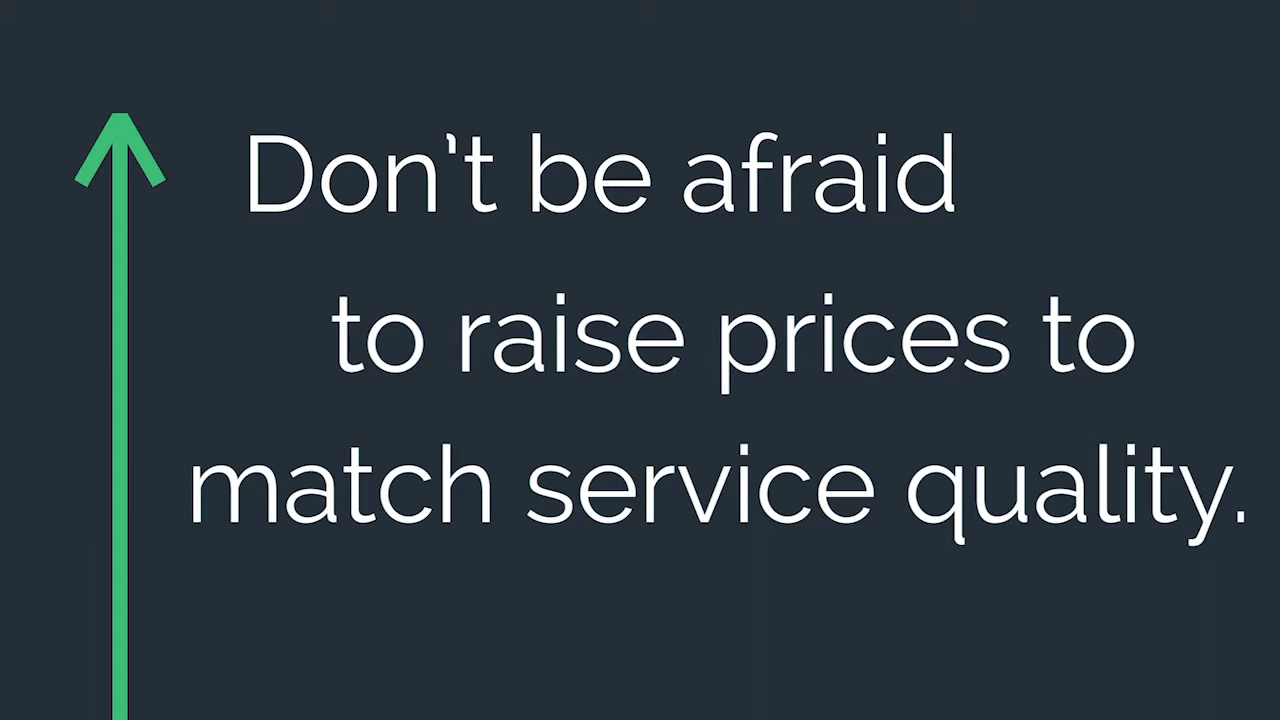 Don't be afraid
to raise prices to
match service quality.